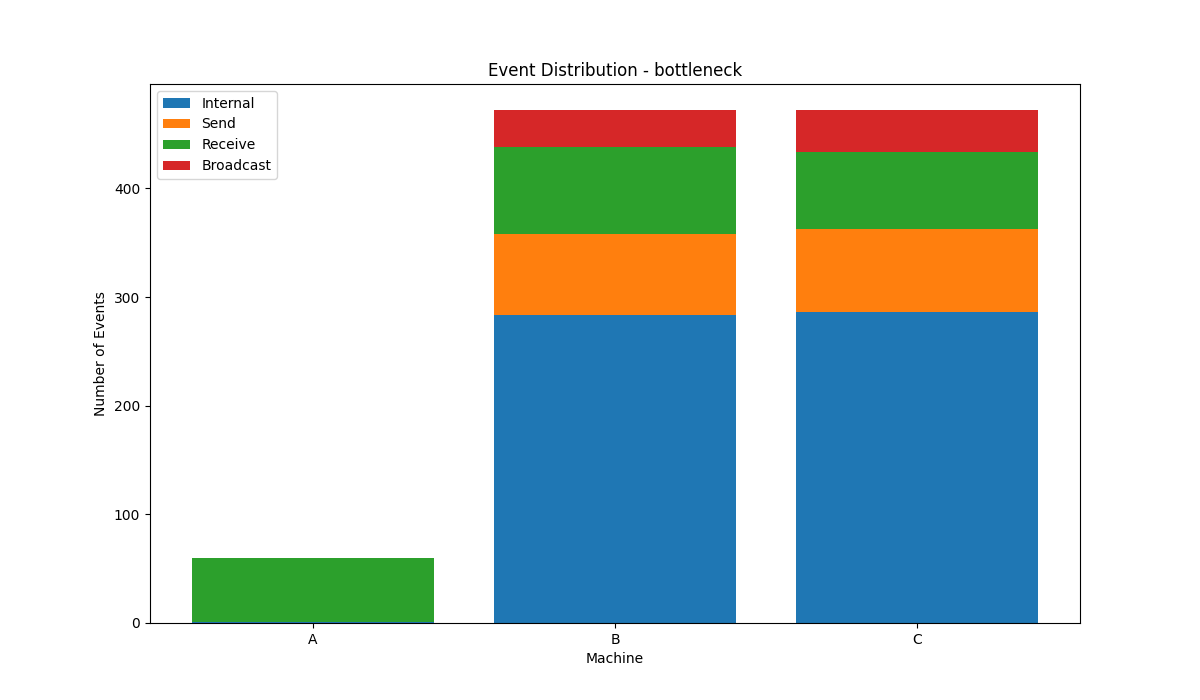 Event Distribution - bottleneck
Internal
Send
Receive
Broadcast
Number of Events
400
300
200
100
0
A B C
Machine